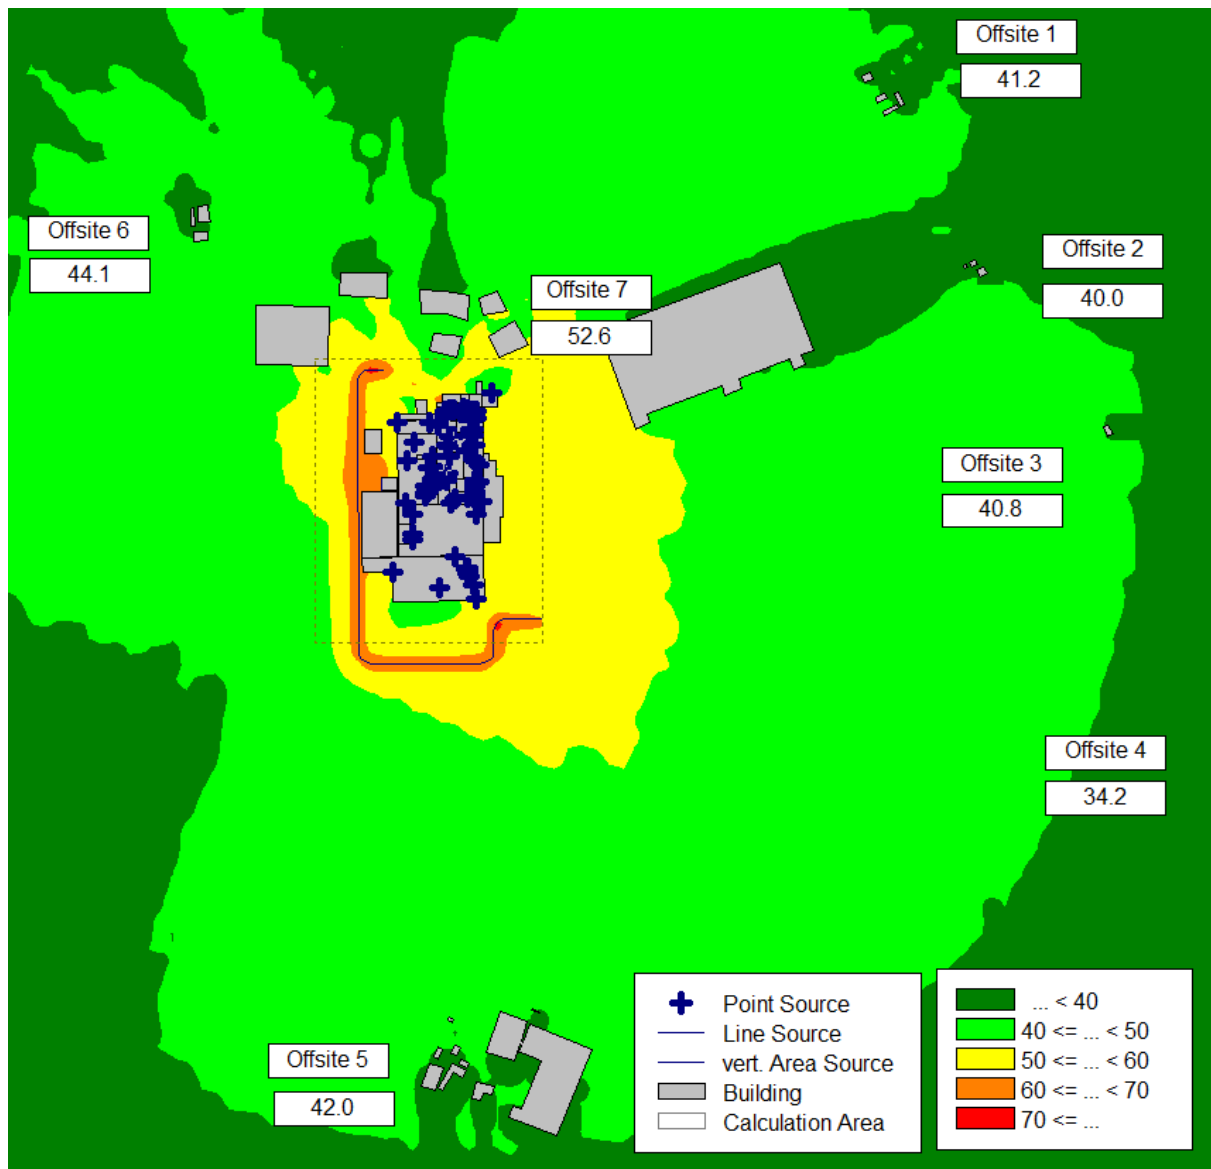 Offsite 1
41.2
Offsite 6
44.1
Offsite 2
40.0
Offsite 7
52.6
Offsite 3
40.8
Offsite 4
34.2
Offsite 5
42.0
Point Source
Line Source
vert. Area Source
Building
Calculation Area
... < 40
40 <= ... < 50
50 <= ... < 60
60 <= ... < 70
70 <= ...